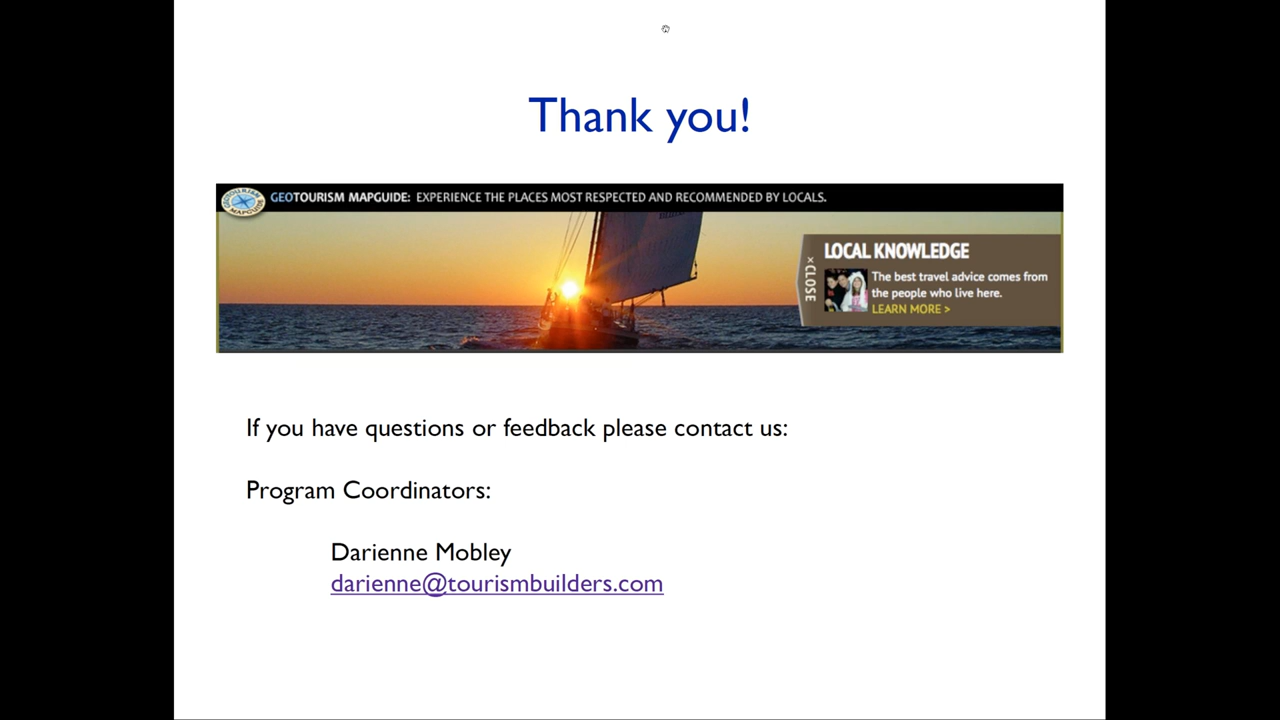 Thank you!
GEOTOURISM MAPGUIDE: EXPERIENCE THE PLACES MOST RESPECTED AND RECOMMENDED BY LOCALS.
GEOTOURISM
MAPGUIDE
× CLOSE
LOCAL KNOWLEDGE
The best travel advice comes from
the people who live here.
LEARN MORE >
If you have questions or feedback please contact us:
Program Coordinators:
Darienne Mobley
darienne@tourismbuilders.com